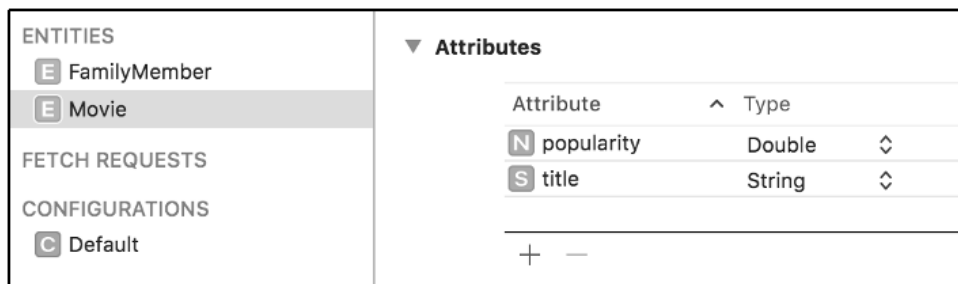 ENTITIES
E FamilyMember
E Movie
FETCH REQUESTS
CONFIGURATIONS
C Default
Attributes
Attribute Type
N popularity Double
S title String